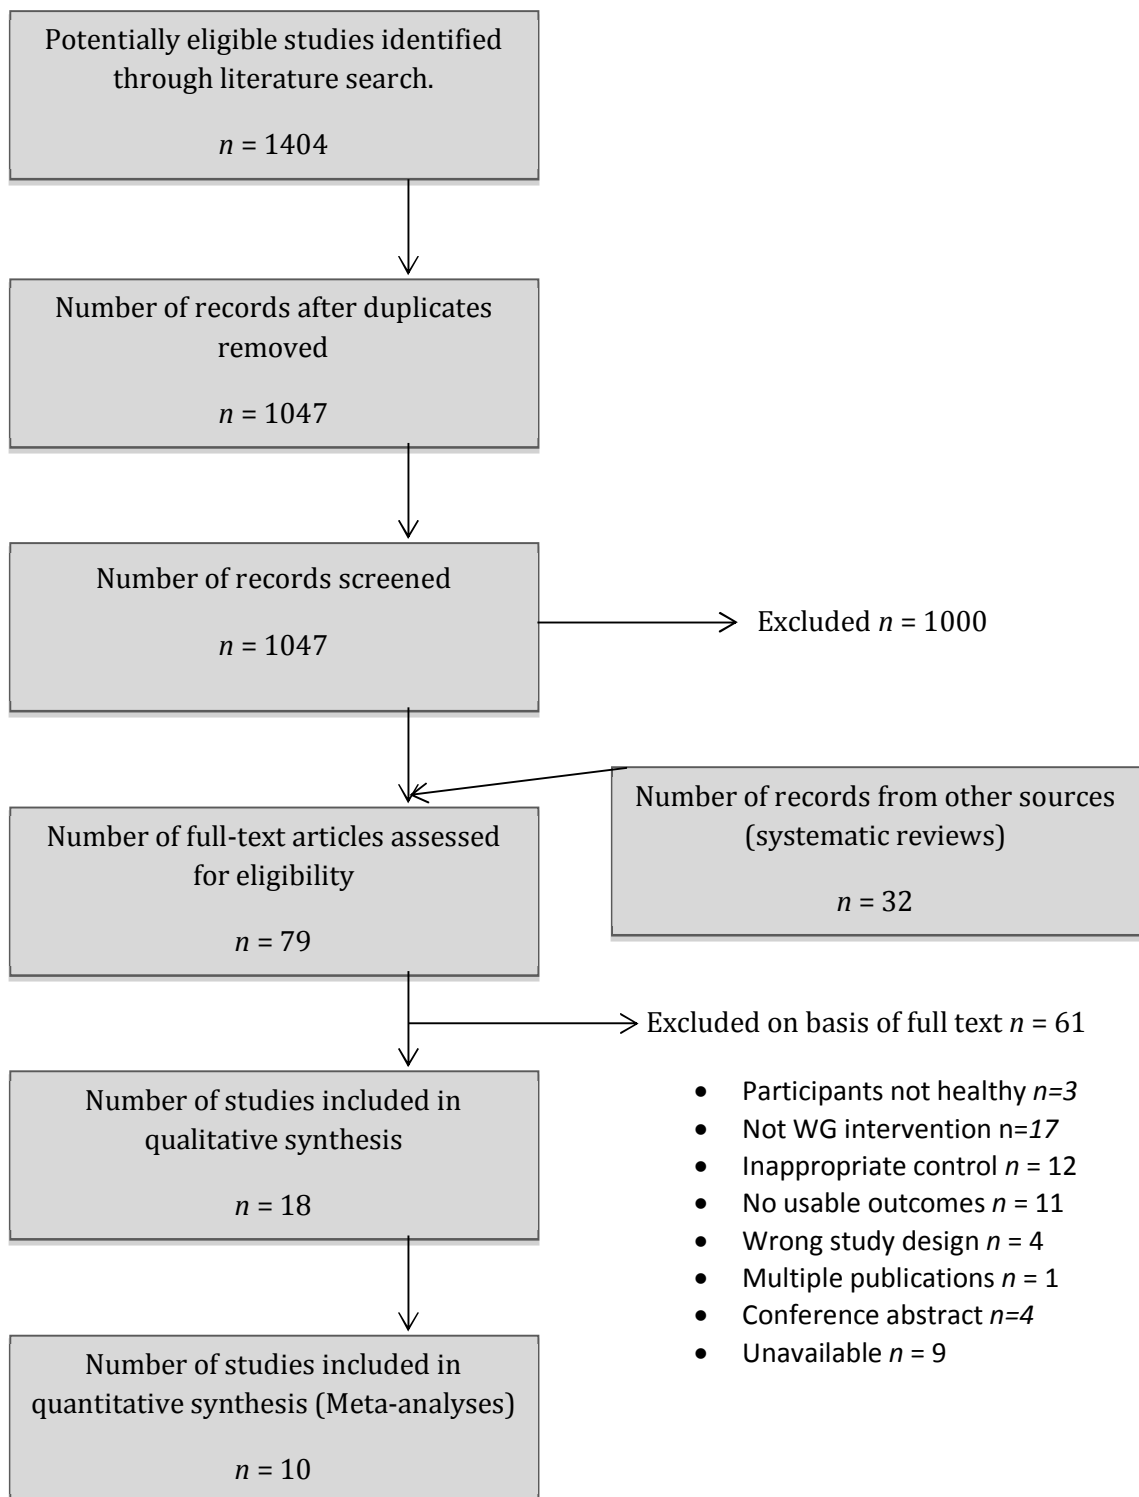 Potentially eligible studies identified
through literature search.
n = 1404
Number of records after duplicates
removed
n = 1047
Number of records screened
n = 1047
Excluded n = 1000
Number of records from other sources
(systematic reviews)
n = 32
Number of full-text articles assessed
for eligibility
n = 79
Excluded on basis of full text n = 61
• Participants not healthy n=3
• Not WG intervention n=17
• Inappropriate control n = 12
• No usable outcomes n = 11
• Wrong study design n = 4
• Multiple publications n = 1
• Conference abstract n=4
• Unavailable n = 9
Number of studies included in
qualitative synthesis
n = 18
Number of studies included in
quantitative synthesis (Meta-analyses)
n = 10